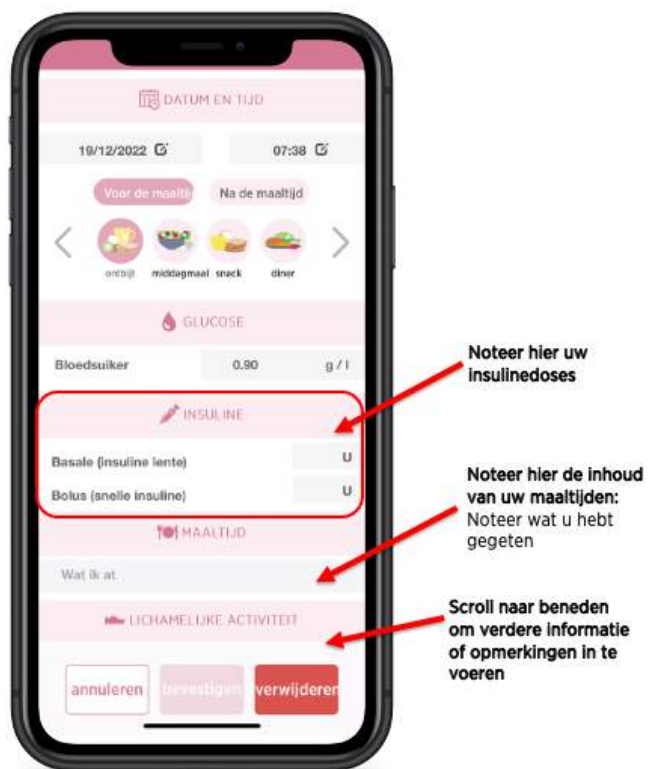 DATUM EN TIJD
19/12/2022
07:38
Voor de maaltij
Na de maaltijd
ontbijt middagmaal snack diner
GLUCOSE
Bloedsuiker 0.90 g / l
INSULINE
Basale (insuline lente) U
Bolus (snelle insuline) U
MAALTIJD
Wat ik at
LICHAMELIJKE ACTIVITEIT
annuleren bevestigen verwijderen
Noteer hier uw
insulinedoses
Noteer hier de inhoud
van uw maaltijden:
Noteer wat u hebt
gegeten
Scroll naar beneden
om verdere informatie
of opmerkingen in te
voeren